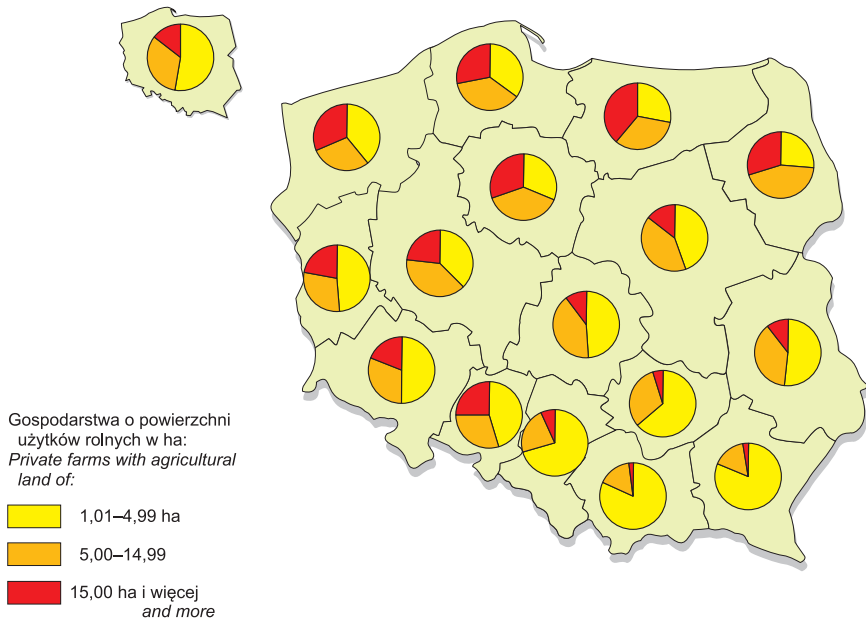 Gospodarstwa o powierzchni
użytków rolnych w ha:
Private farms with agricultural
land of:
1,01–4,99 ha
5,00–14,99
15,00 ha i więcej
and more